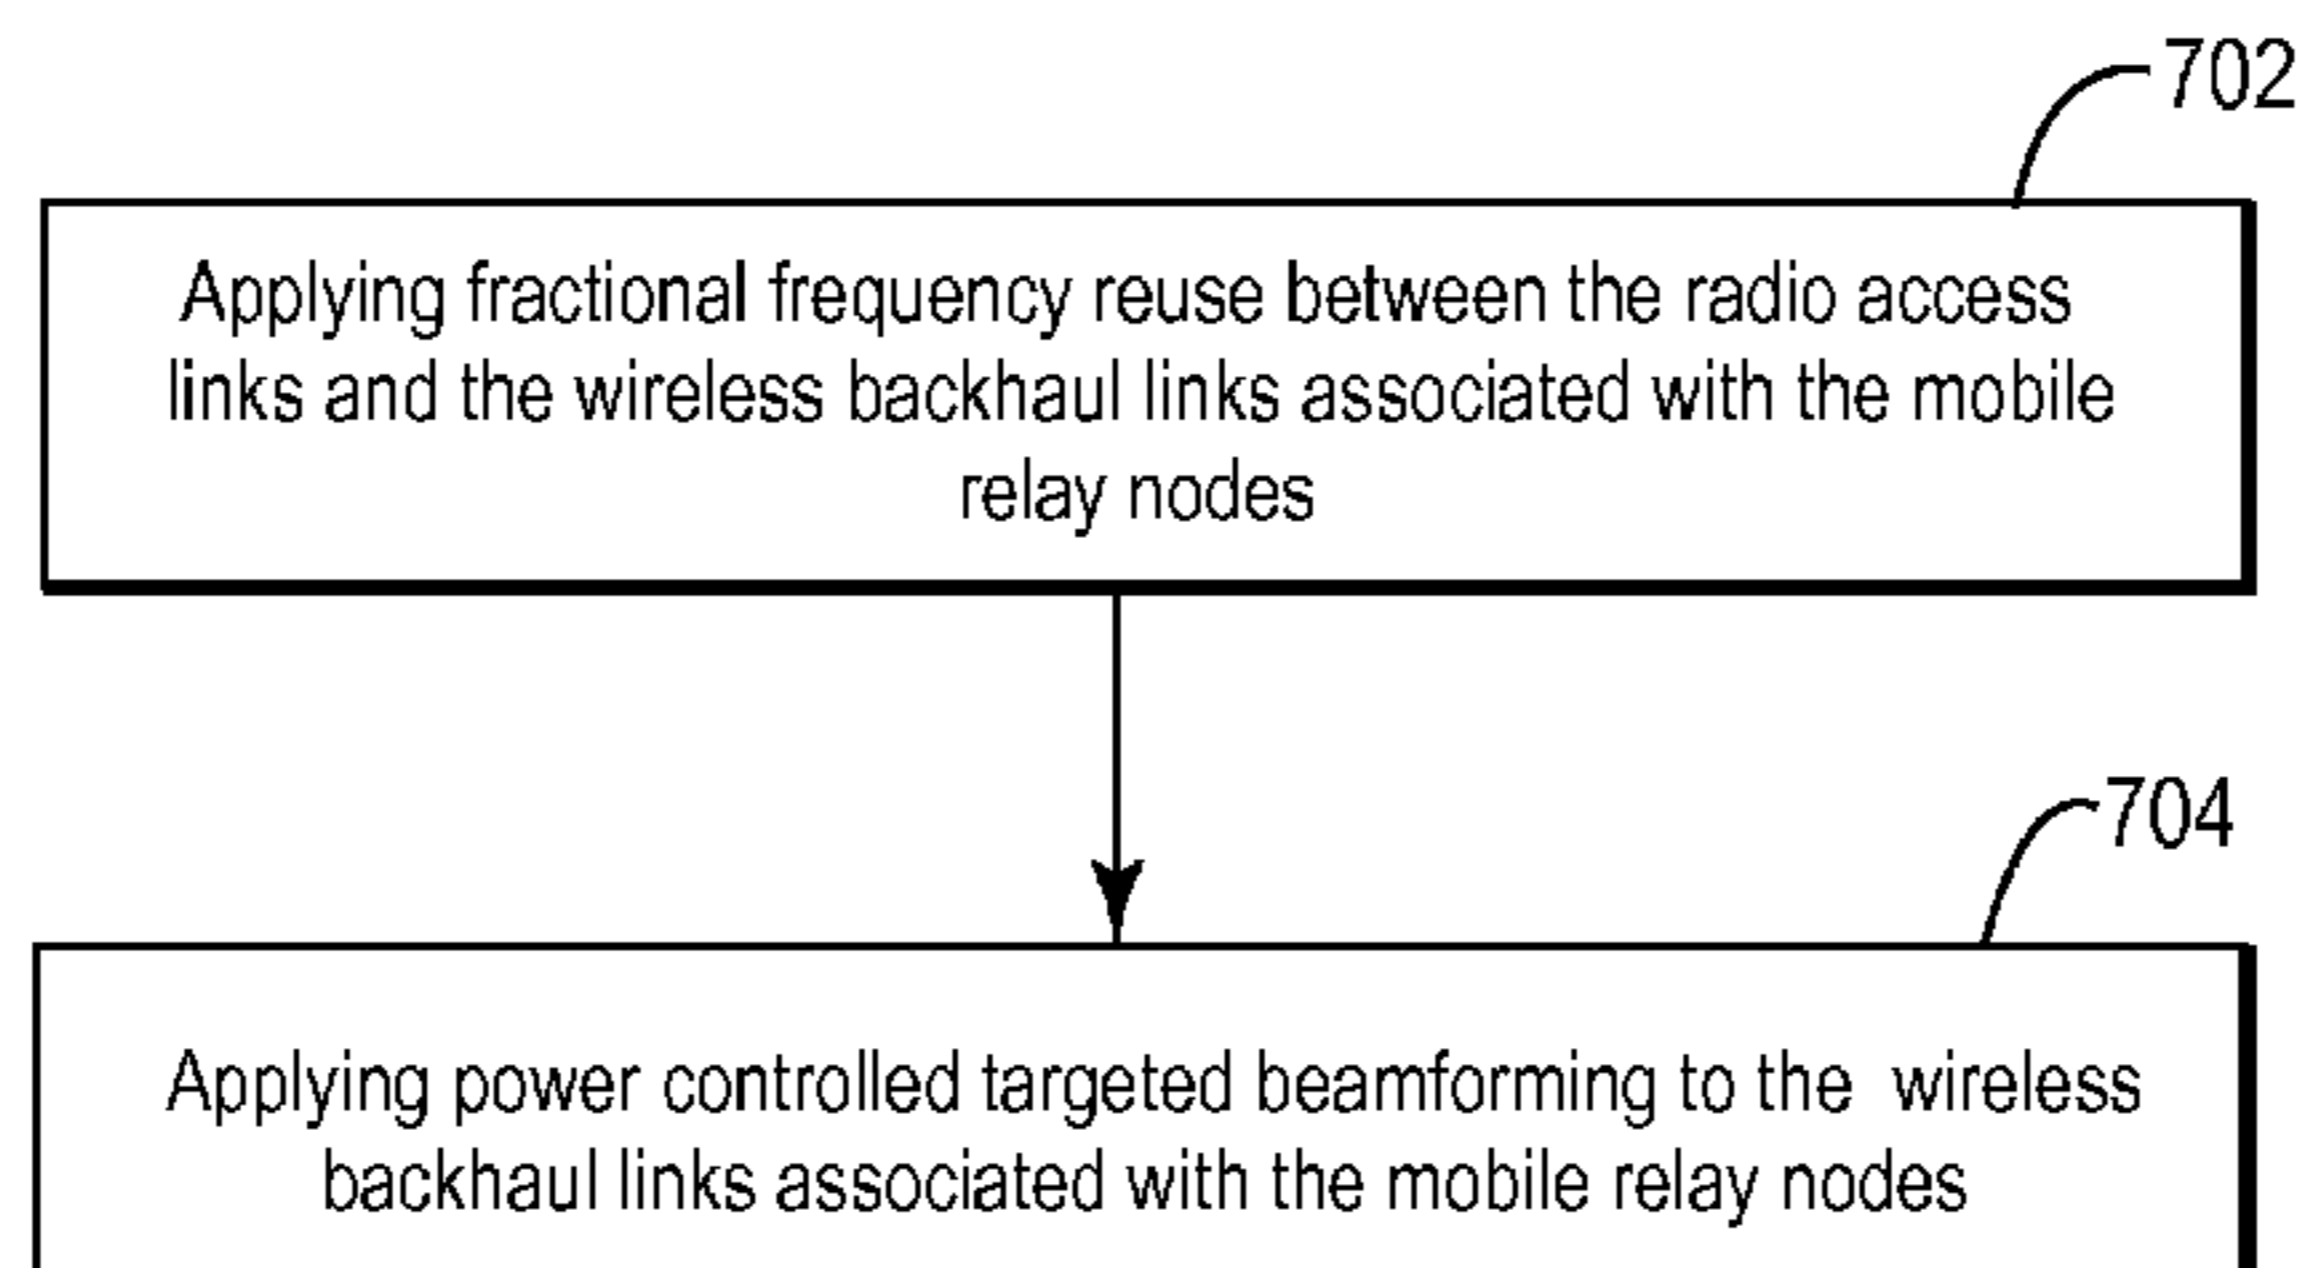 702
Applying fractional frequency reuse between the radio access
links and the wireless backhaul links associated with the mobile
relay nodes
704
Applying power controlled targeted beamforming to the wireless
backhaul links associated with the mobile relay nodes